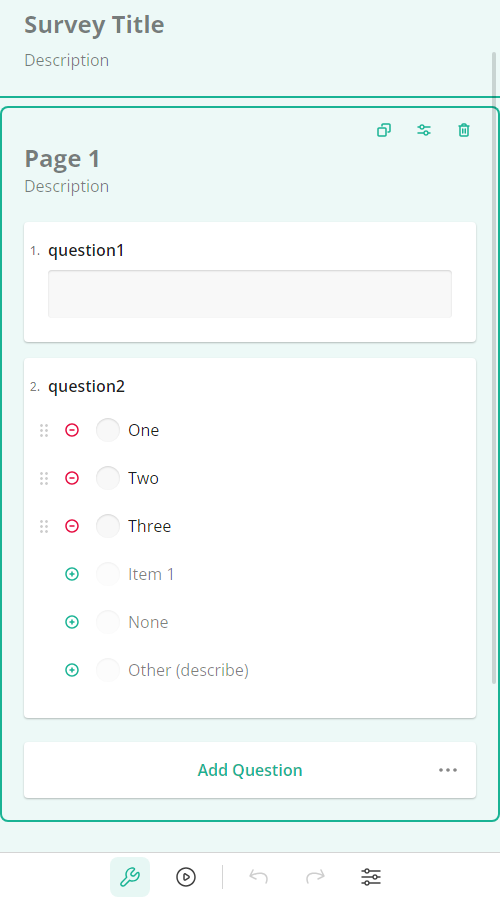 Survey Title
Description
Page 1
Description
1. question1
2. question2
One
Two
Three
Item 1
None
Other (describe)
Add Question